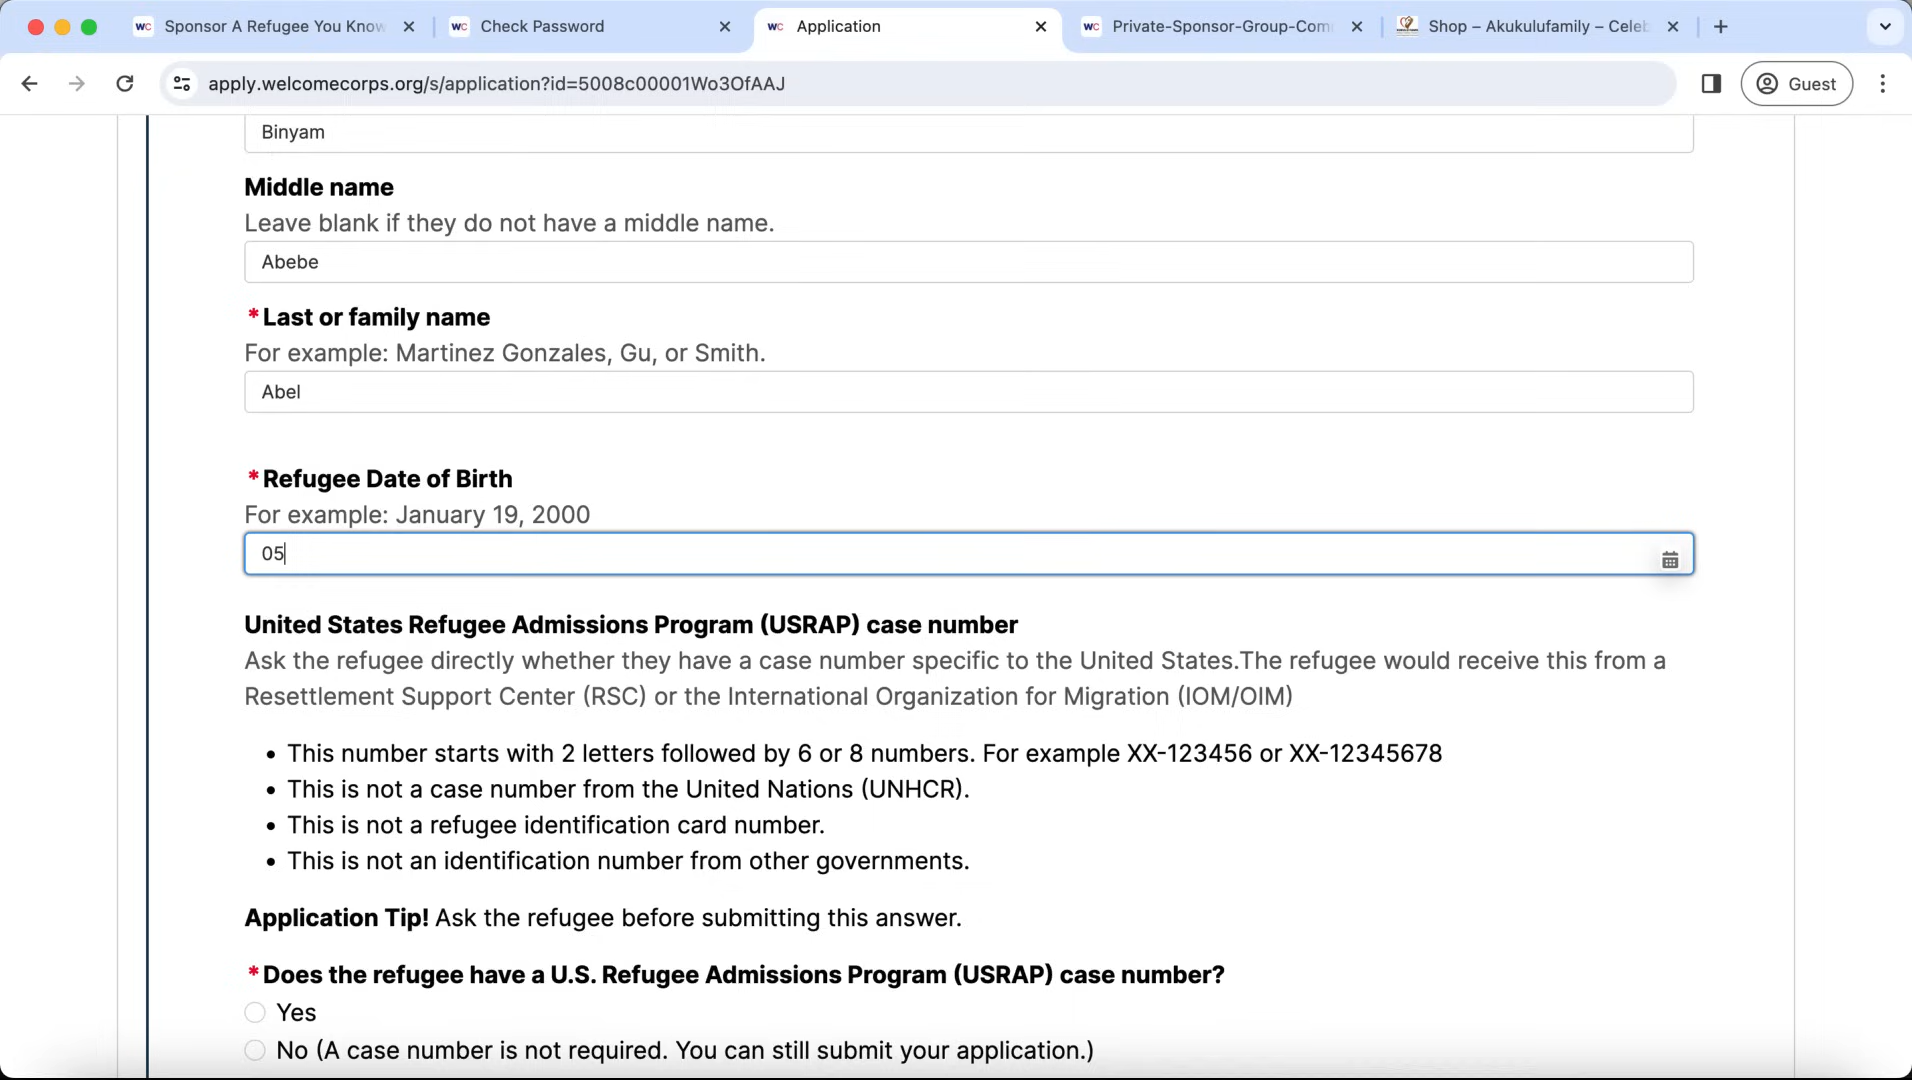 Sponsor A Refugee You Know
Check Password
Application
Private-Sponsor-Group-Com
Shop – Akukulufamily – Celeb
apply.welcomecorps.org/s/application?id=5008c00001Wo3OfAAJ
Guest
Binyam
Middle name
Leave blank if they do not have a middle name.
Abebe
*Last or family name
For example: Martinez Gonzales, Gu, or Smith.
Abel
*Refugee Date of Birth
For example: January 19, 2000
05
United States Refugee Admissions Program (USRAP) case number
Ask the refugee directly whether they have a case number specific to the United States.The refugee would receive this from a
Resettlement Support Center (RSC) or the International Organization for Migration (IOM/OIM)
• This number starts with 2 letters followed by 6 or 8 numbers. For example XX-123456 or XX-12345678
• This is not a case number from the United Nations (UNHCR).
• This is not a refugee identification card number.
• This is not an identification number from other governments.
Application Tip! Ask the refugee before submitting this answer.
*Does the refugee have a U.S. Refugee Admissions Program (USRAP) case number?
Yes
No (A case number is not required. You can still submit your application.)